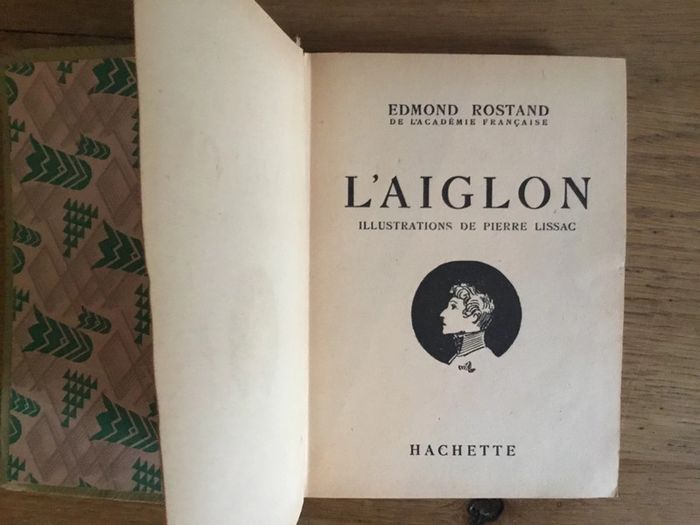 EDMOND ROSTAND
DE L'ACADÉMIE FRANÇAISE
L'AIGLON
ILLUSTRATIONS DE PIERRE LISSAC
HACHETTE